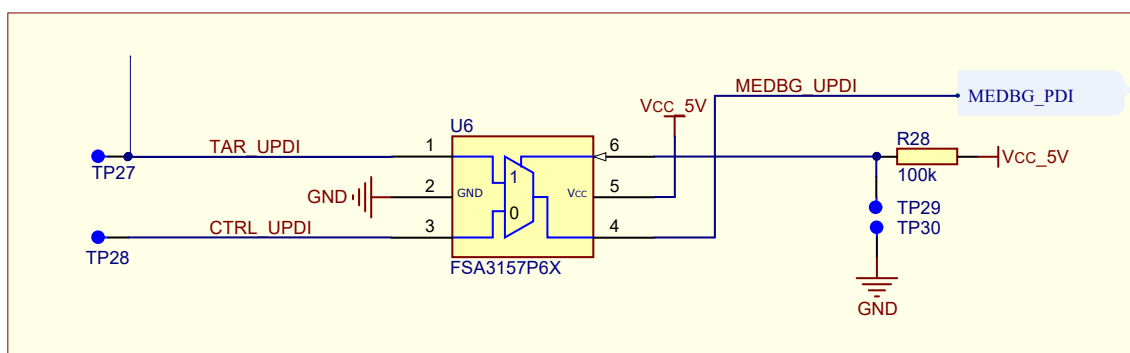 MEDBG_UPDI
MEDBG_PDI
VCC_5V
U6
TAR_UPDI
1
6
R28
TP27
1
VCC_5V
100k
GND
2
GND
VCC
5
0
TP29
CTRL_UPDI
3
4
TP30
TP28
FSA3157P6X
GND